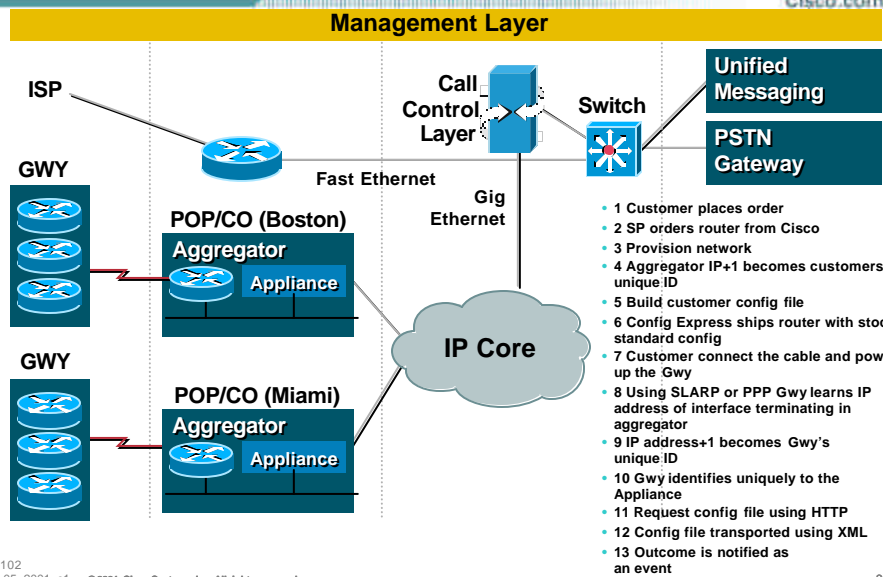 Cisco.com
Management Layer
ISP
Call
Control
Layer
Switch
Unified
Messaging
PSTN
Gateway
GWY
Fast Ethernet
Gig
Ethernet
POP/CO (Boston)
Aggregator
Appliance
IP Core
GWY
POP/CO (Miami)
Aggregator
Appliance
• 1 Customer places order
• 2 SP orders router from Cisco
• 3 Provision network
• 4 Aggregator IP+1 becomes customers
unique ID
• 5 Build customer config file
• 6 Config Express ships router with
standard config
• 7 Customer connect the cable and
up the Gwy
• 8 Using SLARP or PPP Gwy learns IP
address of interface terminating in
aggregator
• 9 IP address+1 becomes Gwy's
unique ID
• 10 Gwy identifies uniquely to the
Appliance
• 11 Request config file using HTTP
• 12 Config file transported using XML
• 13 Outcome is notified as
an event
102